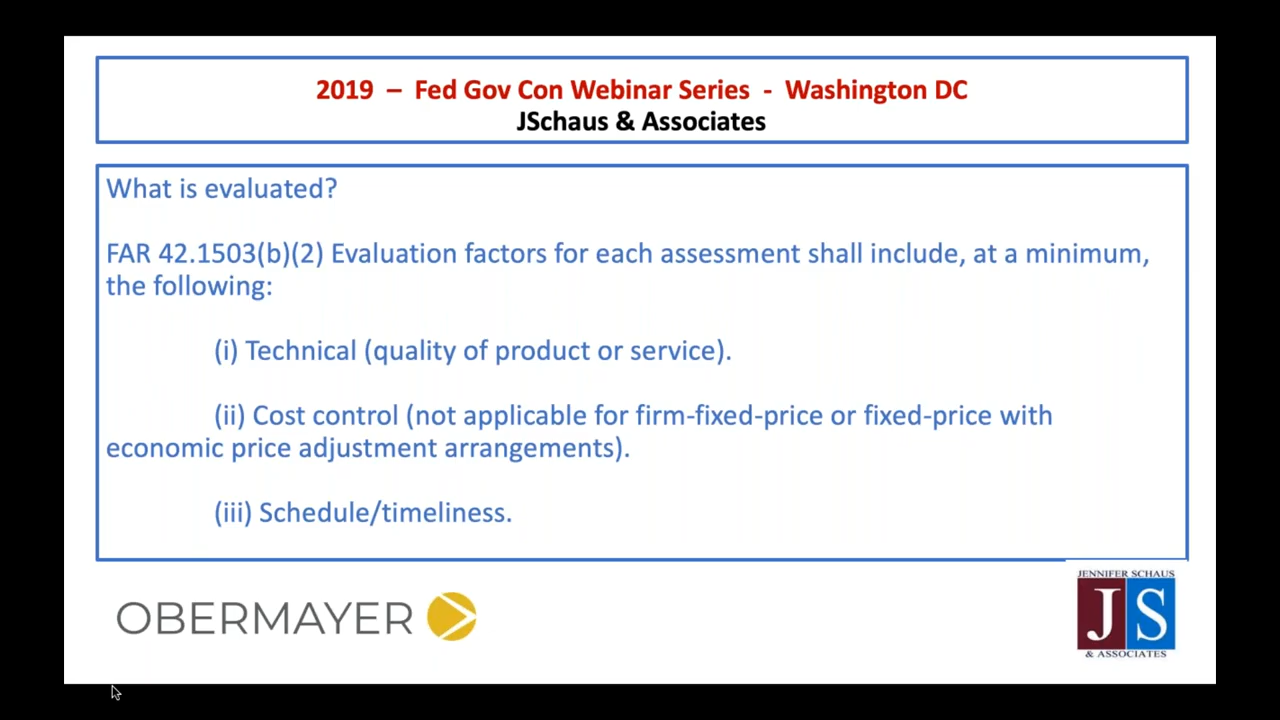 2019 – Fed Gov Con Webinar Series - Washington DC
JSchaus & Associates
What is evaluated?
FAR 42.1503(b)(2) Evaluation factors for each assessment shall include, at a minimum,
the following:
(i) Technical (quality of product or service).
(ii) Cost control (not applicable for firm-fixed-price or fixed-price with
economic price adjustment arrangements).
(iii) Schedule/timeliness.
OBERMAYER
JENNIFER SCHAUS
JS
& ASSOCIATES